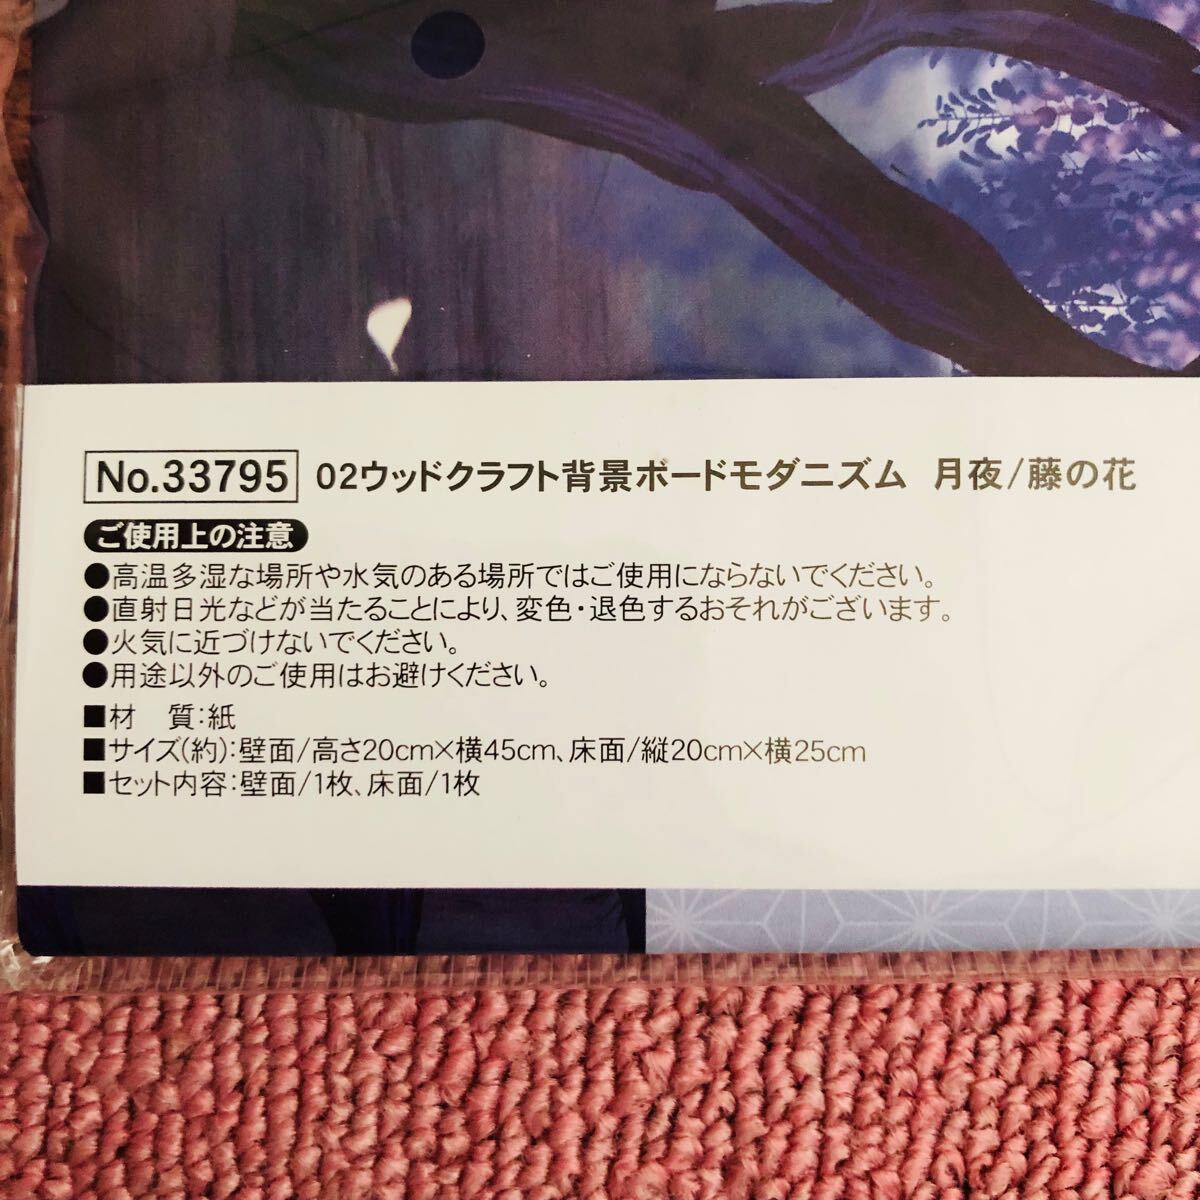 No.33795 02ウッドクラフト背景ボードモダニズム　月夜/藤の花
ご使用上の注意
●高温多湿な場所や水気のある場所ではご使用にならないでください。
●直射日光などが当たることにより、変色・退色するおそれがございます。
●火気に近づけないでください。
●用途以外のご使用はお避けください。
■材　質：紙
■サイズ(約)：壁面/高さ20cm×横45cm、床面/縦20cm×横25cm
■セット内容：壁面/1枚、床面/1枚